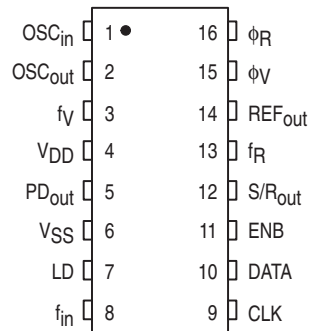 OSCin 1 16 ϕR
OSCout 2 15 ϕV
fV 3 14 REFout
VDD 4 13 fR
PDout 5 12 S/Rout
VSS 6 11 ENB
LD 7 10 DATA
fin 8 9 CLK